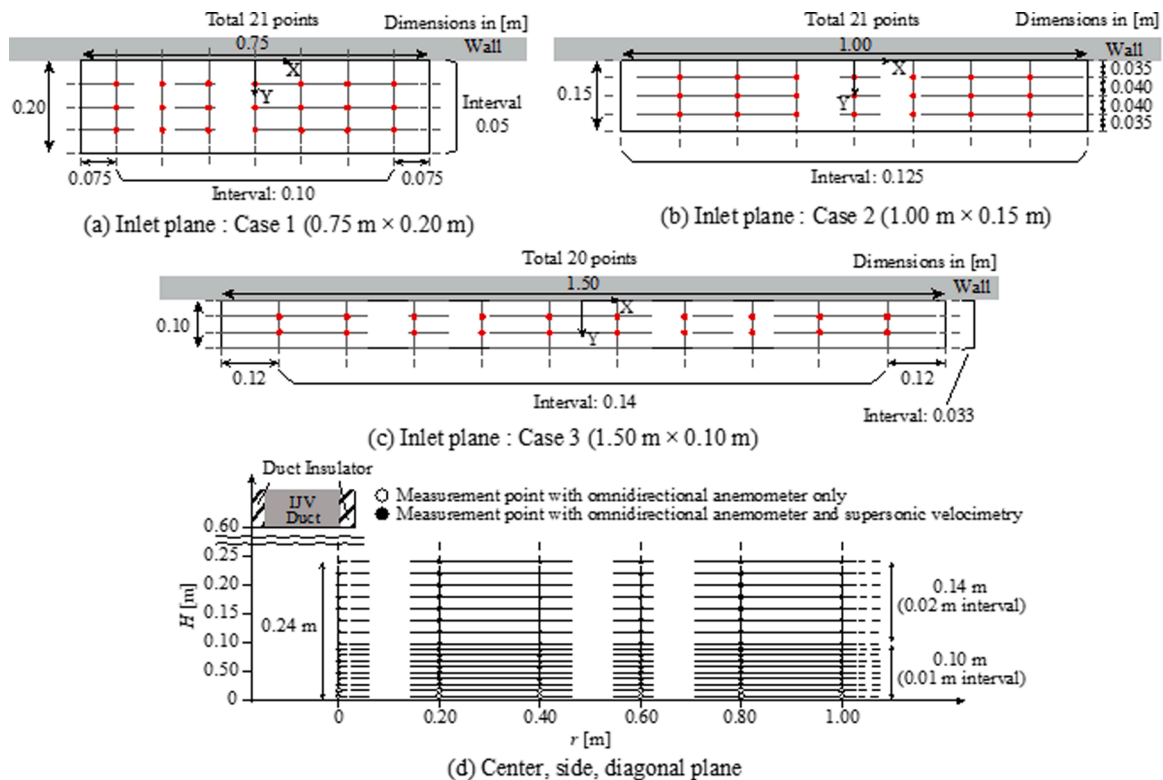 Total 21 points
Dimensions in [m]
0.75
Wall
X
Y
0.20
Interval
0.05
0.075
0.075
Interval: 0.10
(a) Inlet plane : Case 1 (0.75 m × 0.20 m)
Total 21 points
Dimensions in [m]
1.00
Wall
X
Y
0.15
0.035
0.040
0.040
0.035
Interval: 0.125
(b) Inlet plane : Case 2 (1.00 m × 0.15 m)
Total 20 points
Dimensions in [m]
1.50
Wall
X
Y
0.10
0.12
0.12
Interval: 0.14
Interval: 0.033
(c) Inlet plane : Case 3 (1.50 m × 0.10 m)
Duct Insulator
IJV
Duct
Measurement point with omnidirectional anemometer only
Measurement point with omnidirectional anemometer and supersonic velocimetry
0.60
0.25
0.20
0.15
0.10
0.50
0
H [m]
0.24 m
0.14 m
(0.02 m interval)
0.10 m
(0.01 m interval)
0 0.20 0.40 0.60 0.80 1.00
r [m]
(d) Center, side, diagonal plane